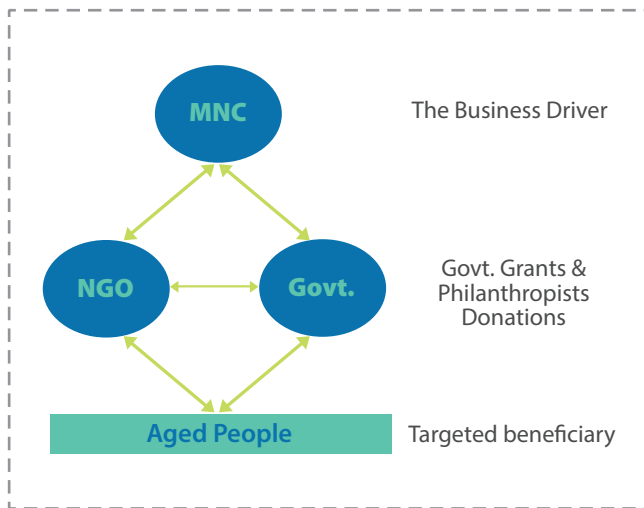 MNC
The Business Driver
NGO
Govt.
Govt. Grants &
Philanthropists
Donations
Aged People
Targeted beneficiary